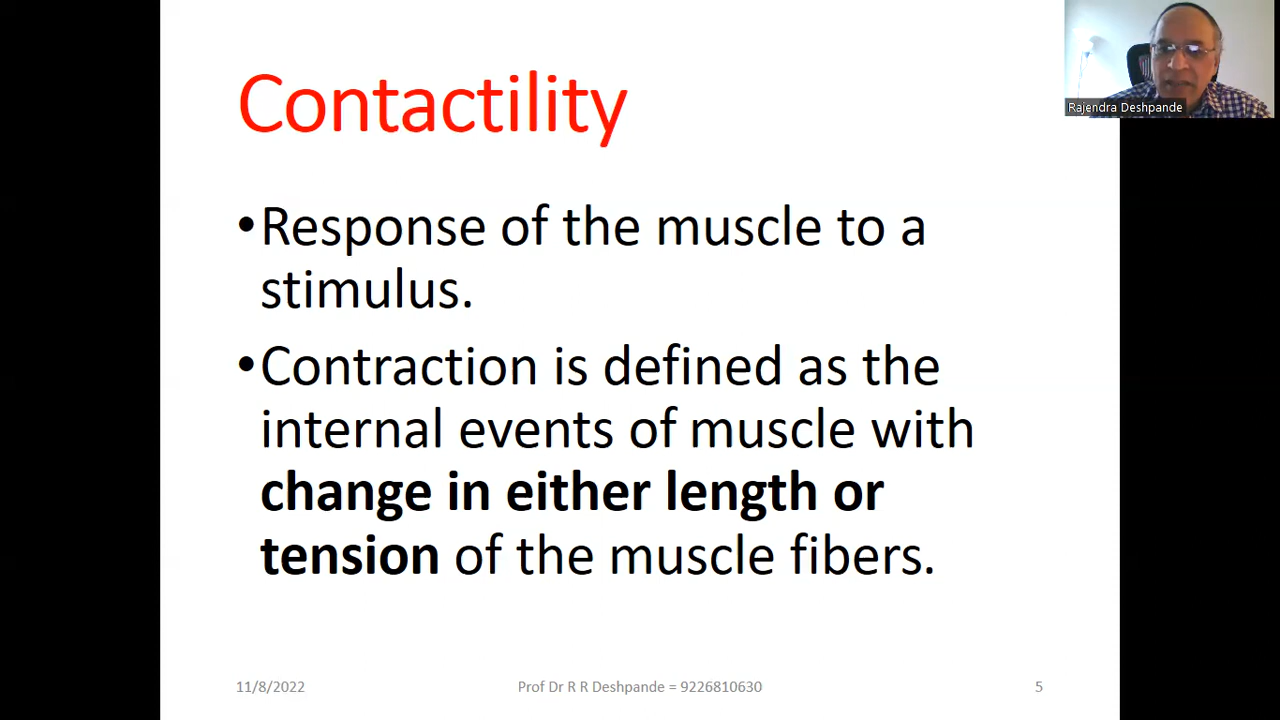 Contactility
Rajendra Deshpande
•Response of the muscle to a
stimulus.
•Contraction is defined as the
internal events of muscle with
change in either length or
tension of the muscle fibers.
11/8/2022
Prof Dr R R Deshpande = 9226810630
5